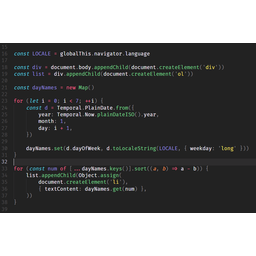 const LOCALE = globalThis.navigator.language
const div = document.body.appendChild(document.createElement('div'))
const list = div.appendChild(document.createElement('ol'))
const dayNames = new Map()
for (let i = 0; i < 7; ++i) {
const d = Temporal.PlainDate.from({
year: Temporal.Now.plainDateISO().year,
month: 1,
day: i + 1,
})
dayNames.set(d.dayOfWeek, d.toLocaleString(LOCALE, { weekday: 'long' }))
}
32
for (const num of [...dayNames.keys()].sort((a, b) => a - b)) {
list.appendChild(Object.assign(
document.createElement('li'),
{ textContent: dayNames.get(num) },
))
}